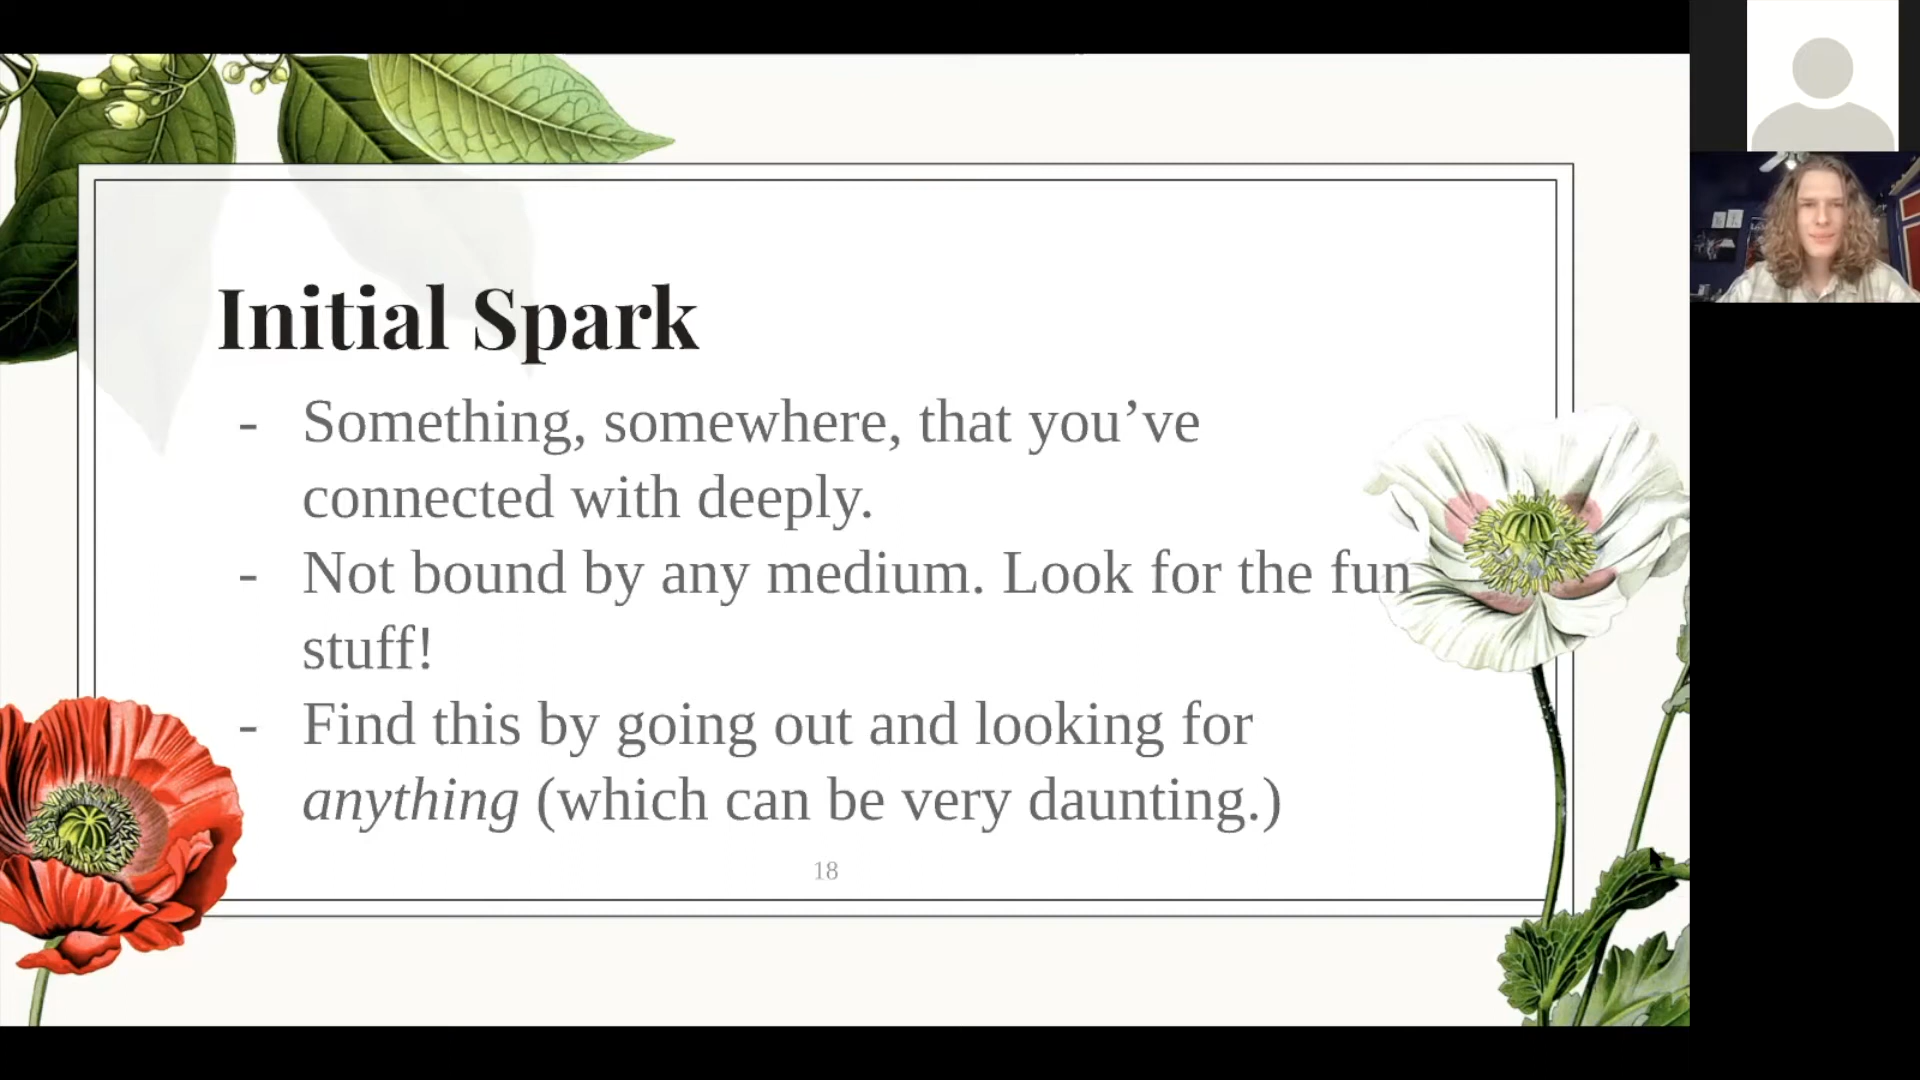 Initial Spark
- Something, somewhere, that you’ve
connected with deeply.
- Not bound by any medium. Look for the fun
stuff!
- Find this by going out and looking for
anything (which can be very daunting.)
18